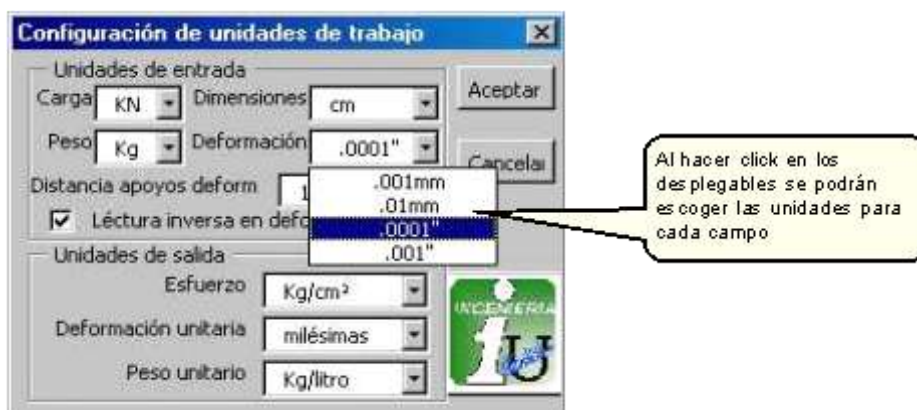 Configuración de unidades de trabajo
Unidades de entrada
Carga KN Dimensiones cm
Aceptar
Peso Kg Deformación .0001"
Cancelar
Distancia apoyos deform 1
.001mm
.01mm
.0001"
.001"
Léctura inversa en defo
Unidades de salida
Esfuerzo Kg/cm²
Deformación unitaria milésimas
Peso unitario Kg/litro
INGENIERIA
iU
Al hacer click en los
desplegables se podrán
escoger las unidades para
cada campo